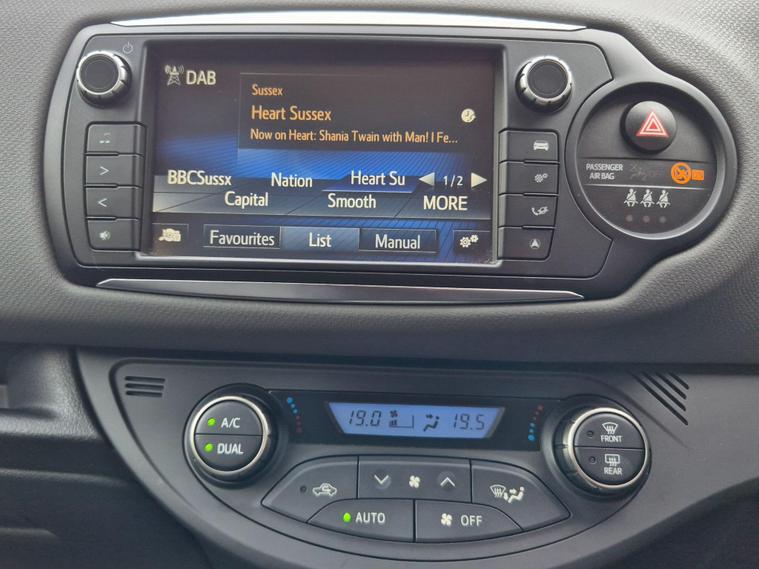 DAB
Sussex
Heart Sussex
Now on Heart: Shania Twain with Man! I Fe...
BBCSussx Nation Heart Su 1/2
Capital Smooth MORE
Favourites List Manual
PASSENGER
AIR BAG
A/C
DUAL
19.0 19.5
FRONT
REAR
AUTO
OFF